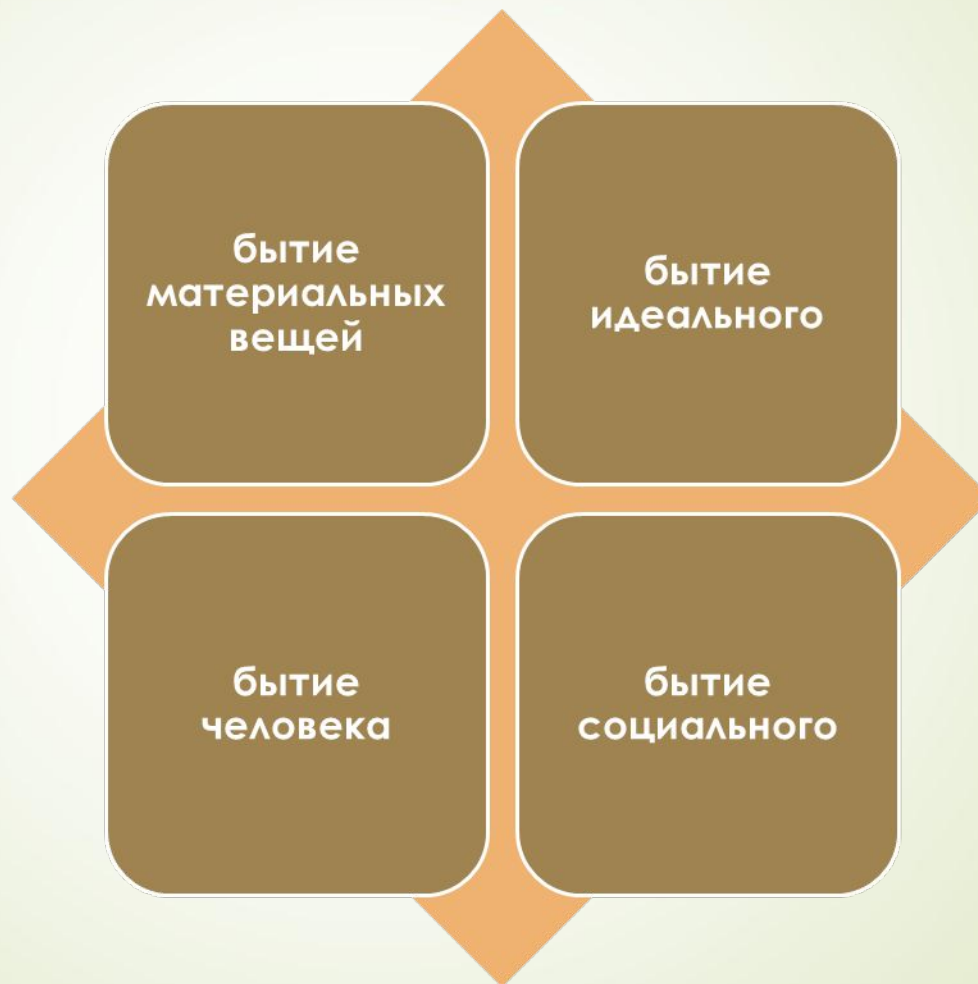 бытие
материальных
вещей
бытие
идеального
бытие
человека
бытие
социального